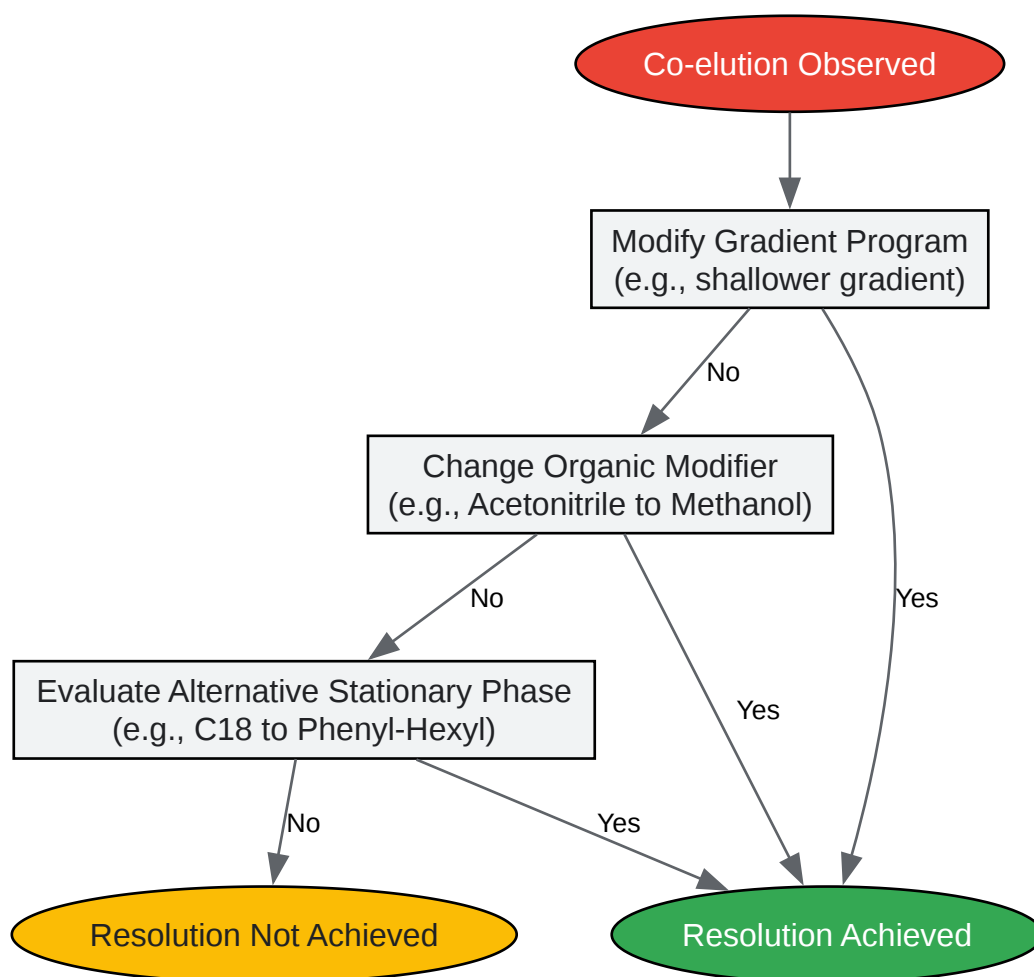 Co-elution Observed
Modify Gradient Program
(e.g., shallower gradient)
No
Change Organic Modifier
(e.g., Acetonitrile to Methanol)
No
Yes
Evaluate Alternative Stationary Phase
(e.g., C18 to Phenyl-Hexyl)
Yes
No
Yes
Resolution Not Achieved
Resolution Achieved